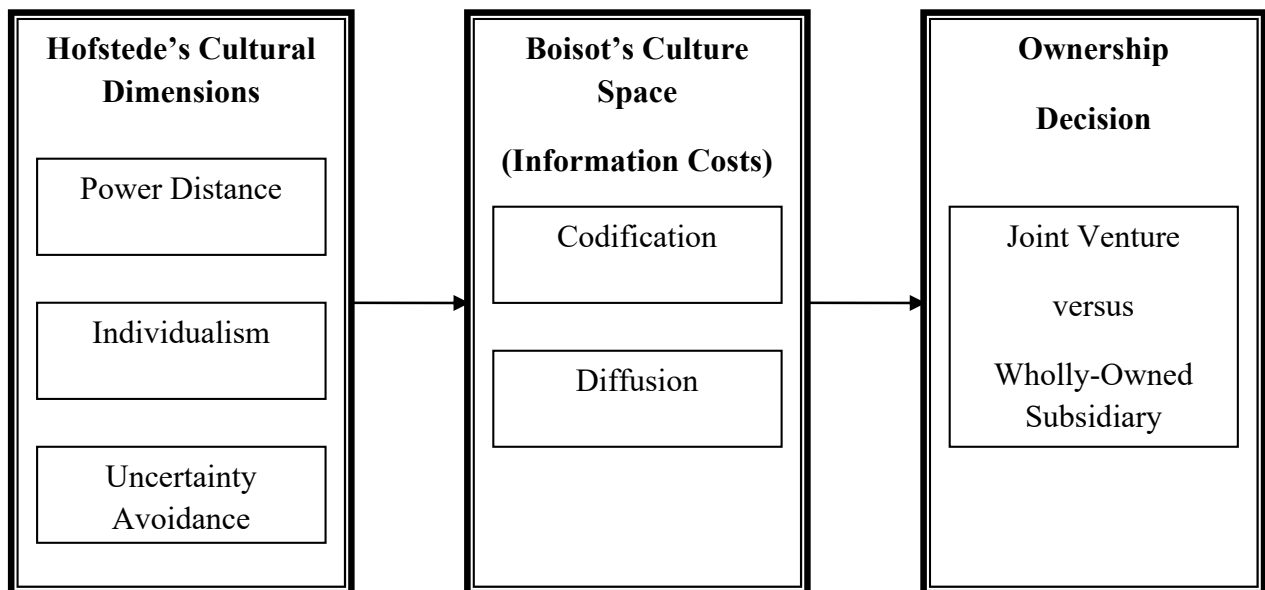 Hofstede’s Cultural
Dimensions
Power Distance
Individualism
Uncertainty
Avoidance
Boisot’s Culture
Space
(Information Costs)
Codification
Diffusion
Ownership
Decision
Joint Venture
versus
Wholly-Owned
Subsidiary